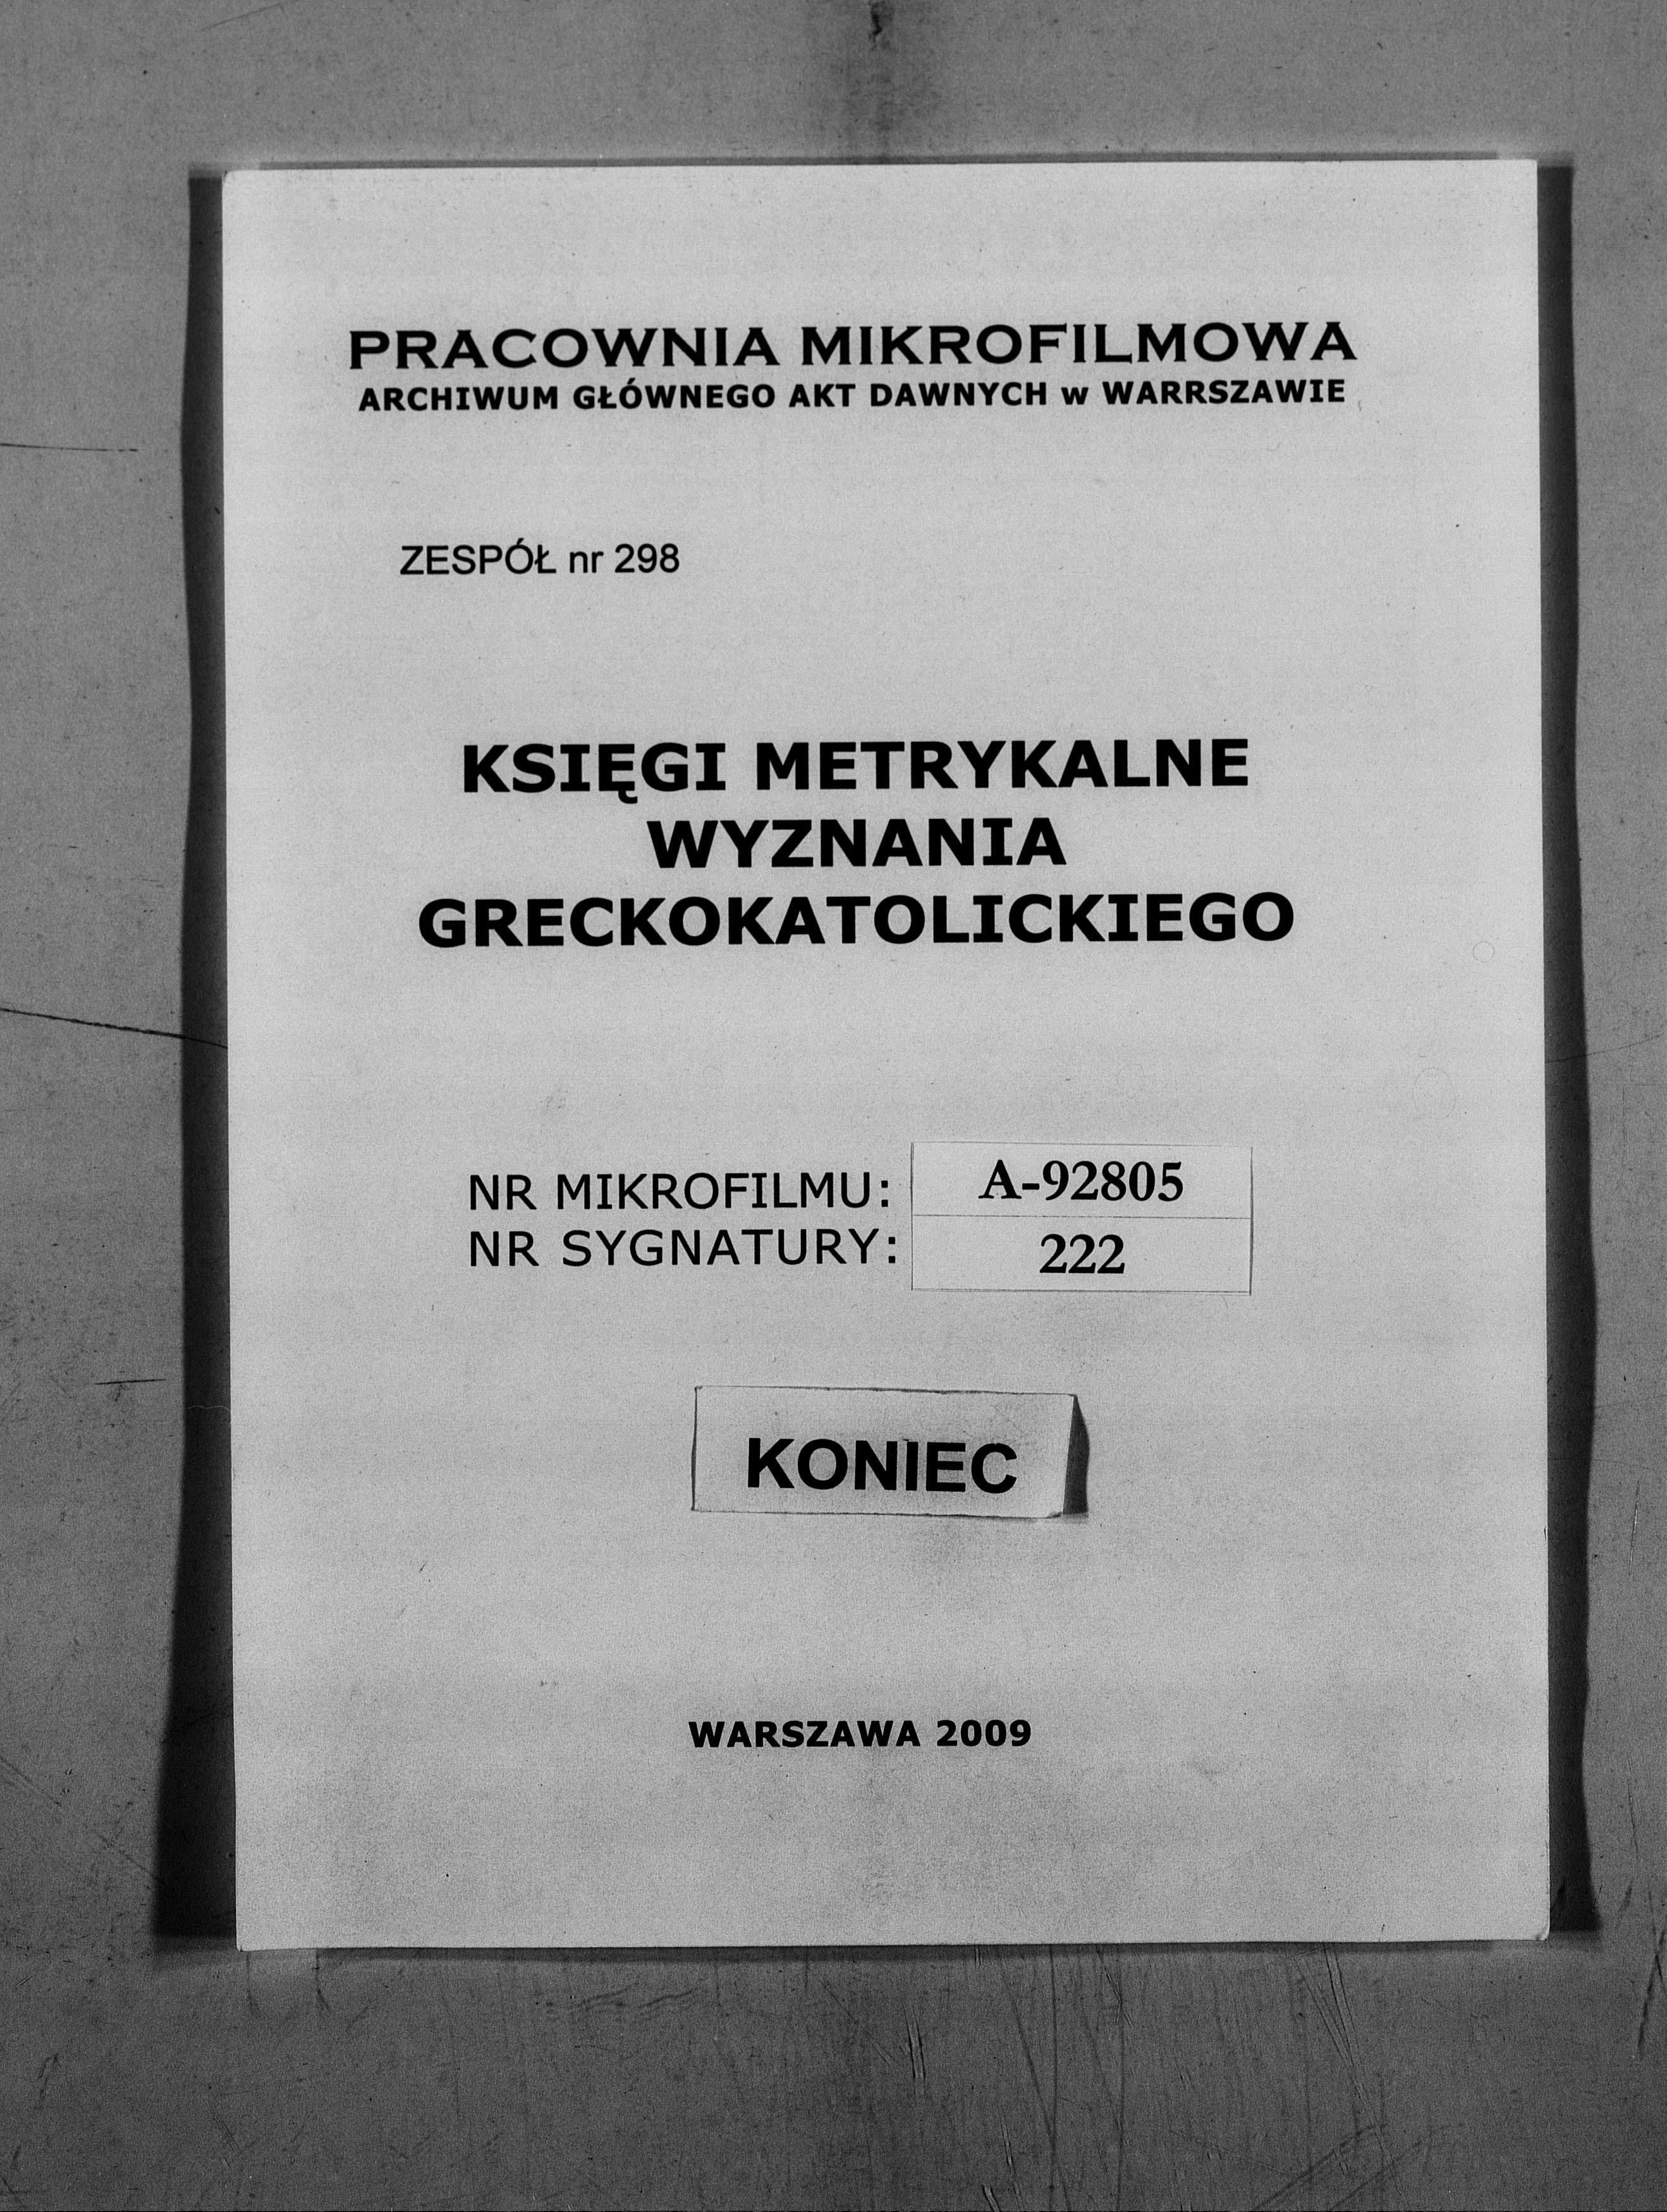 PRACOWNIA MIKROFILMOWA
ARCHIWUM GŁÓWNEGO AKT DAWNYCH w WARRSZAWIE
ZESPÓŁ nr 298
KSIĘGI METRYKALNE
WYZNANIA
GRECKOKATOLICKIEGO
NR MIKROFILMU: A-92805
NR SYGNATURY: 222
KONIEC
WARSZAWA 2009